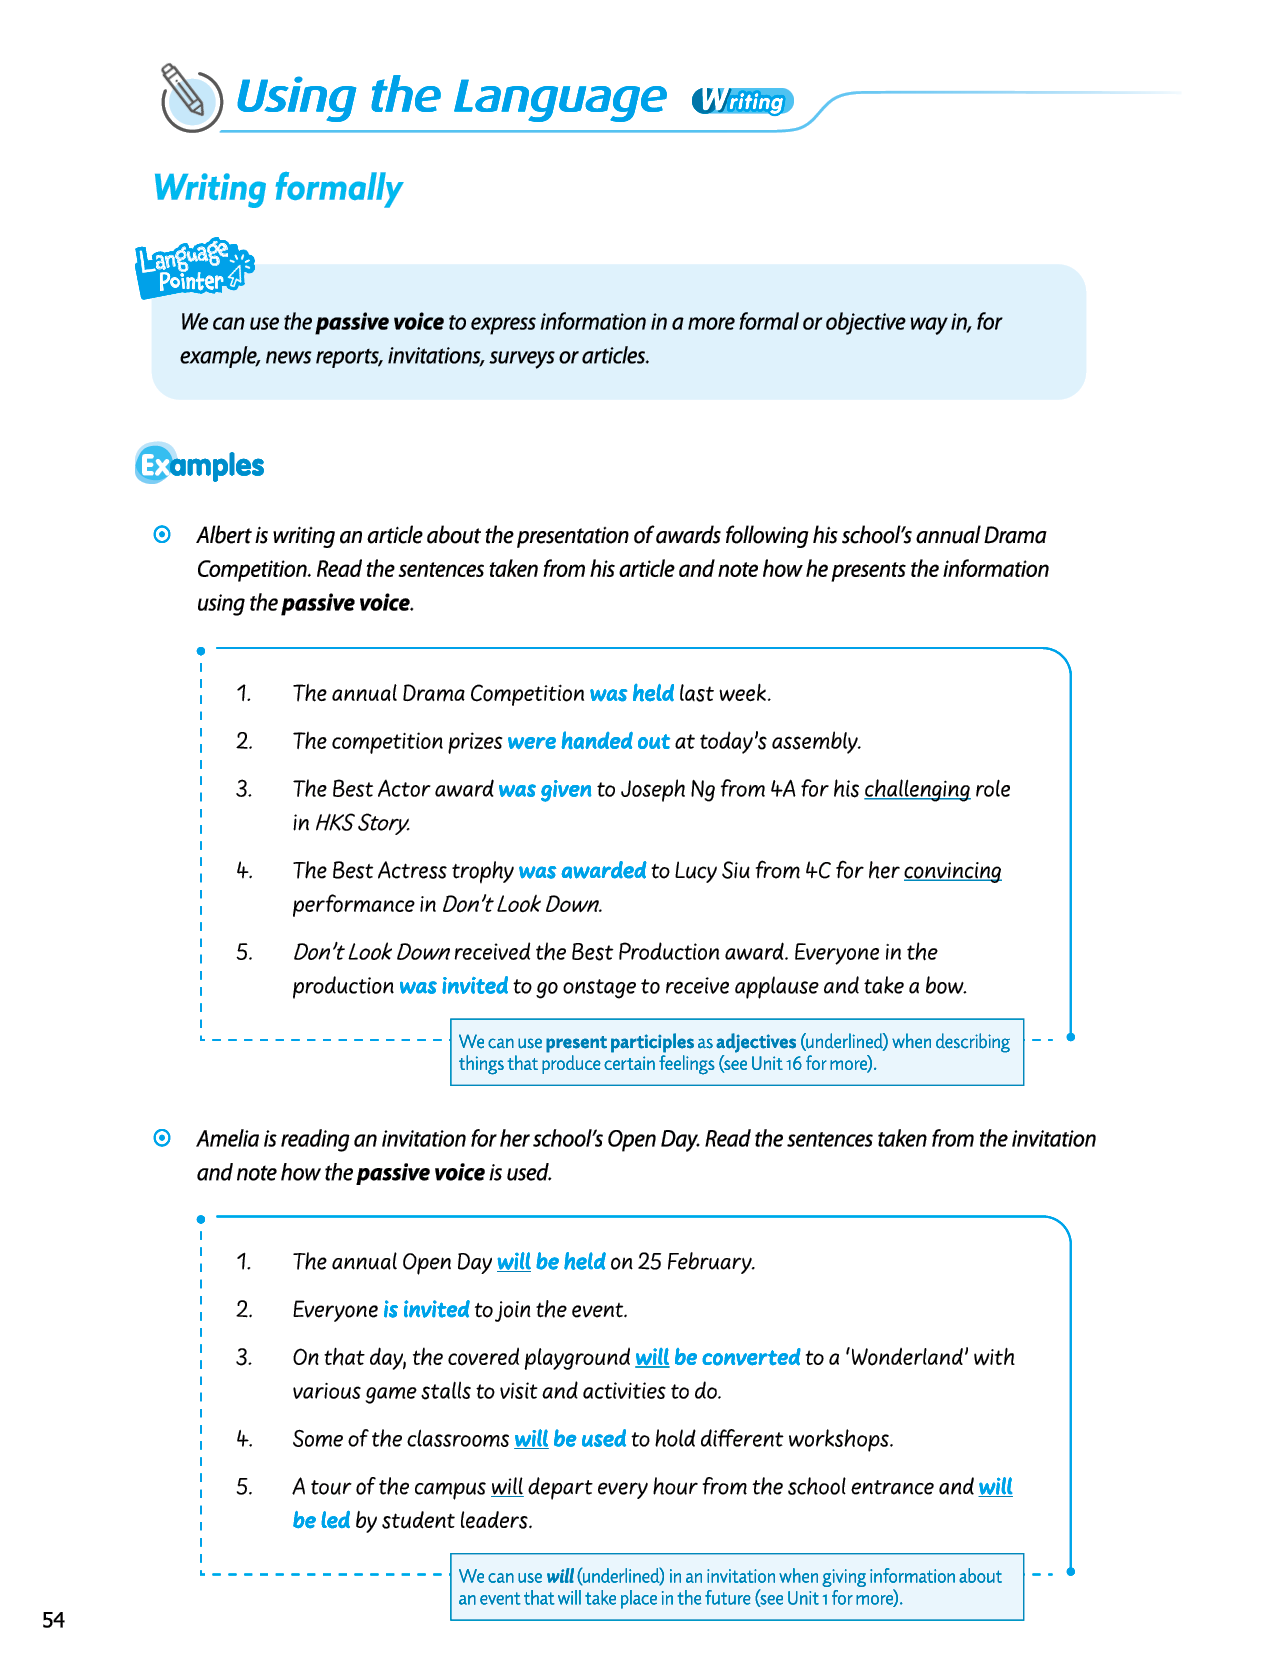 Using the Language Writing
Writing formally
Language
Pointer
We can use the passive voice to express information in a more formal or objective way in, for
example, news reports, invitations, surveys or articles.
Examples
Albert is writing an article about the presentation of awards following his school's annual Drama
Competition. Read the sentences taken from his article and note how he presents the information
using the passive voice.
1. The annual Drama Competition was held last week.
2. The competition prizes were handed out at today's assembly.
3. The Best Actor award was given to Joseph Ng from 4A for his challenging role
in HKS Story.
4. The Best Actress trophy was awarded to Lucy Siu from 4C for her convincing
performance in Don't Look Down.
5. Don't Look Down received the Best Production award. Everyone in the
production was invited to go onstage to receive applause and take a bow.
We can use present participles as adjectives (underlined) when describing
things that produce certain feelings (see Unit 16 for more).
Amelia is reading an invitation for her school's Open Day. Read the sentences taken from the invitation
and note how the passive voice is used.
1. The annual Open Day will be held on 25 February.
2. Everyone is invited to join the event.
3. On that day, the covered playground will be converted to a 'Wonderland' with
various game stalls to visit and activities to do.
4. Some of the classrooms will be used to hold different workshops.
5. A tour of the campus will depart every hour from the school entrance and will
be led by student leaders.
We can use will (underlined) in an invitation when giving information about
an event that will take place in the future (see Unit 1 for more).
54